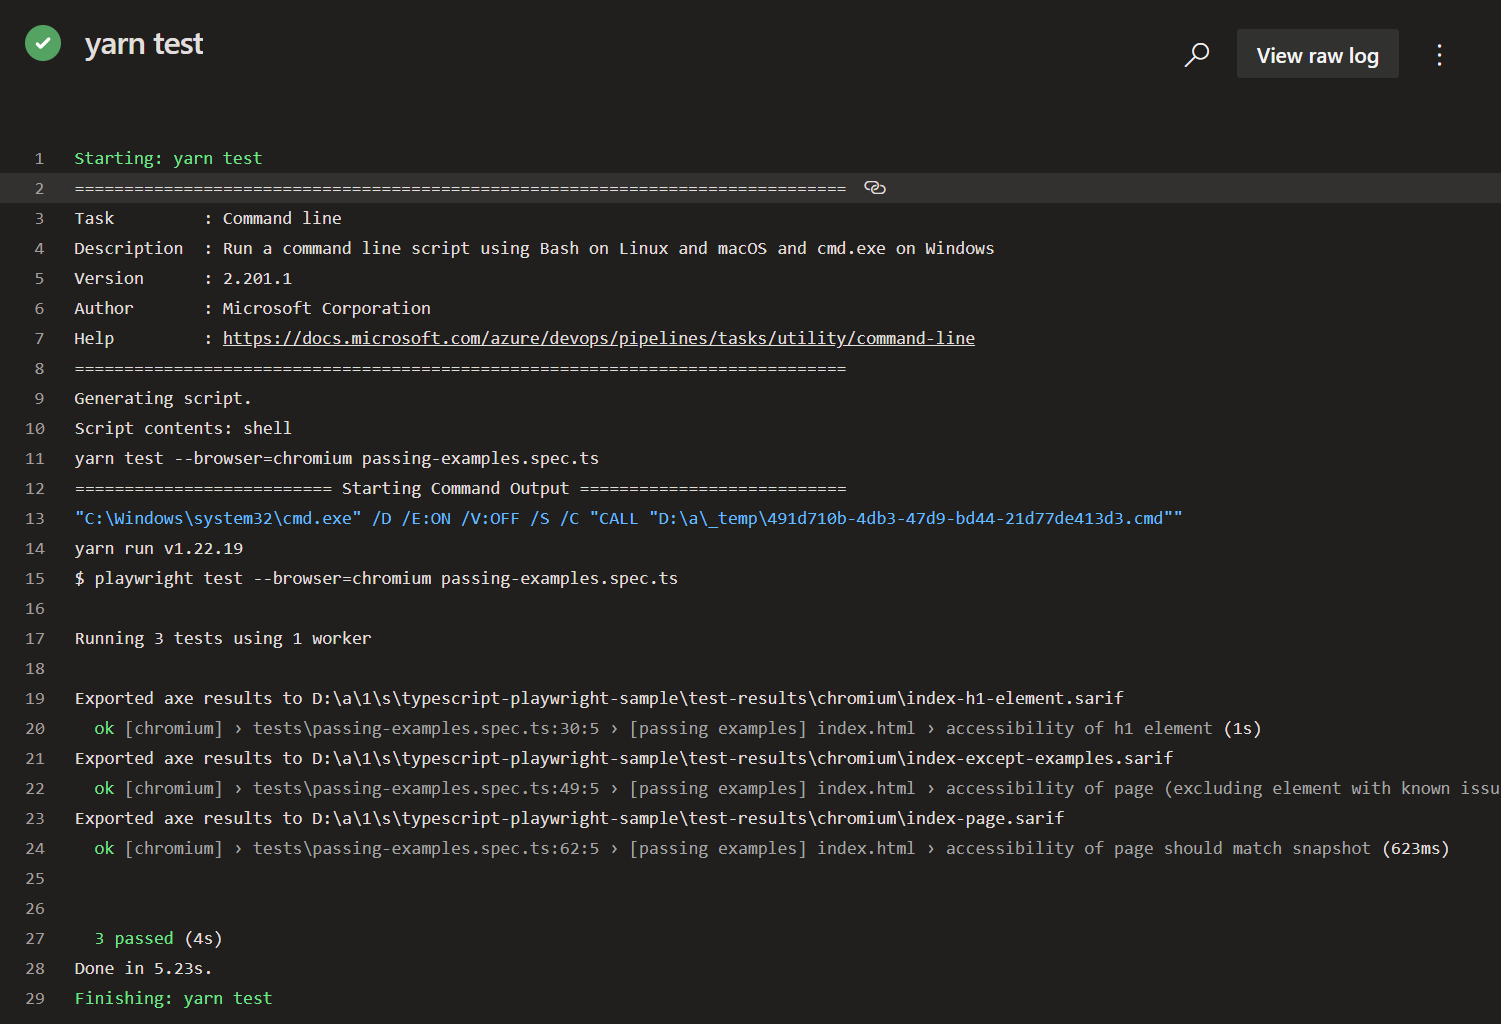 yarn test
View raw log
1 Starting: yarn test
2 ==============================================================================
3 Task         : Command line
4 Description  : Run a command line script using Bash on Linux and macOS and cmd.exe on Windows
5 Version      : 2.201.1
6 Author       : Microsoft Corporation
7 Help         : https://docs.microsoft.com/azure/devops/pipelines/tasks/utility/command-line
8 ==============================================================================
9 Generating script.
10 Script contents: shell
11 yarn test --browser=chromium passing-examples.spec.ts
12 ========================== Starting Command Output ===========================
13 "C:\Windows\system32\cmd.exe" /D /E:ON /V:OFF /S /C "CALL "D:\a\_temp\491d710b-4db3-47d9-bd44-21d77de413d3.cmd""
14 yarn run v1.22.19
15 $ playwright test --browser=chromium passing-examples.spec.ts
16
17 Running 3 tests using 1 worker
18
19 Exported axe results to D:\a\1\s\typescript-playwright-sample\test-results\chromium\index-h1-element.sarif
20   ok [chromium] › tests\passing-examples.spec.ts:30:5 › [passing examples] index.html › accessibility of h1 element (1s)
21 Exported axe results to D:\a\1\s\typescript-playwright-sample\test-results\chromium\index-except-examples.sarif
22   ok [chromium] › tests\passing-examples.spec.ts:49:5 › [passing examples] index.html › accessibility of page (excluding element with known issu
23 Exported axe results to D:\a\1\s\typescript-playwright-sample\test-results\chromium\index-page.sarif
24   ok [chromium] › tests\passing-examples.spec.ts:62:5 › [passing examples] index.html › accessibility of page should match snapshot (623ms)
25
26
27   3 passed (4s)
28 Done in 5.23s.
29 Finishing: yarn test